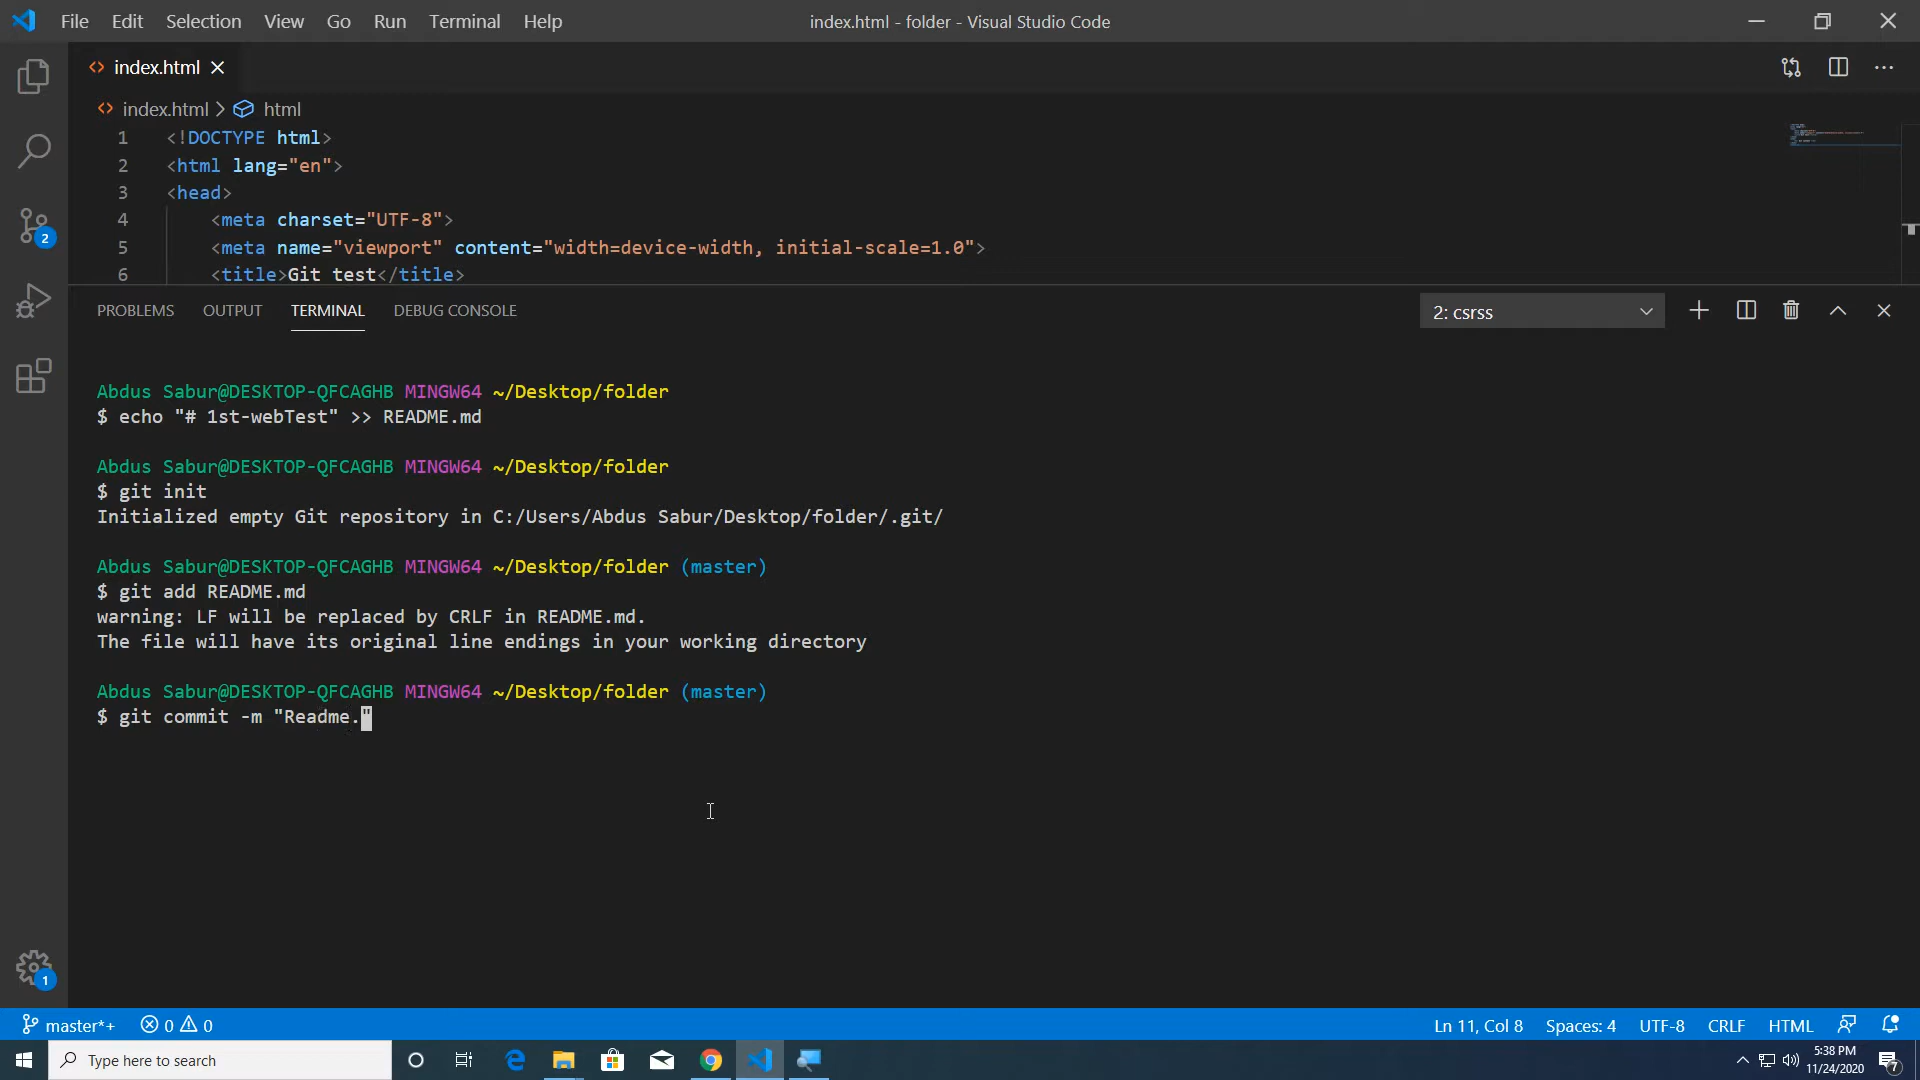 File Edit Selection View Go Run Terminal Help index.html - folder - Visual Studio Code
index.html
index.html > html
1 <!DOCTYPE html>
2 <html lang="en">
3 <head>
4 <meta charset="UTF-8">
5 <meta name="viewport" content="width=device-width, initial-scale=1.0">
6 <title>Git test</title>
2
PROBLEMS OUTPUT TERMINAL DEBUG CONSOLE 2: csrss
Abdus Sabur@DESKTOP-QFCAGHB MINGW64 ~/Desktop/folder
$ echo "# 1st-webTest" >> README.md
Abdus Sabur@DESKTOP-QFCAGHB MINGW64 ~/Desktop/folder
$ git init
Initialized empty Git repository in C:/Users/Abdus Sabur/Desktop/folder/.git/
Abdus Sabur@DESKTOP-QFCAGHB MINGW64 ~/Desktop/folder (master)
$ git add README.md
warning: LF will be replaced by CRLF in README.md.
The file will have its original line endings in your working directory
Abdus Sabur@DESKTOP-QFCAGHB MINGW64 ~/Desktop/folder (master)
$ git commit -m "Readme."
1
master*+ 0 0 Ln 11, Col 8 Spaces: 4 UTF-8 CRLF HTML
Type here to search
5:38 PM
11/24/2020
7